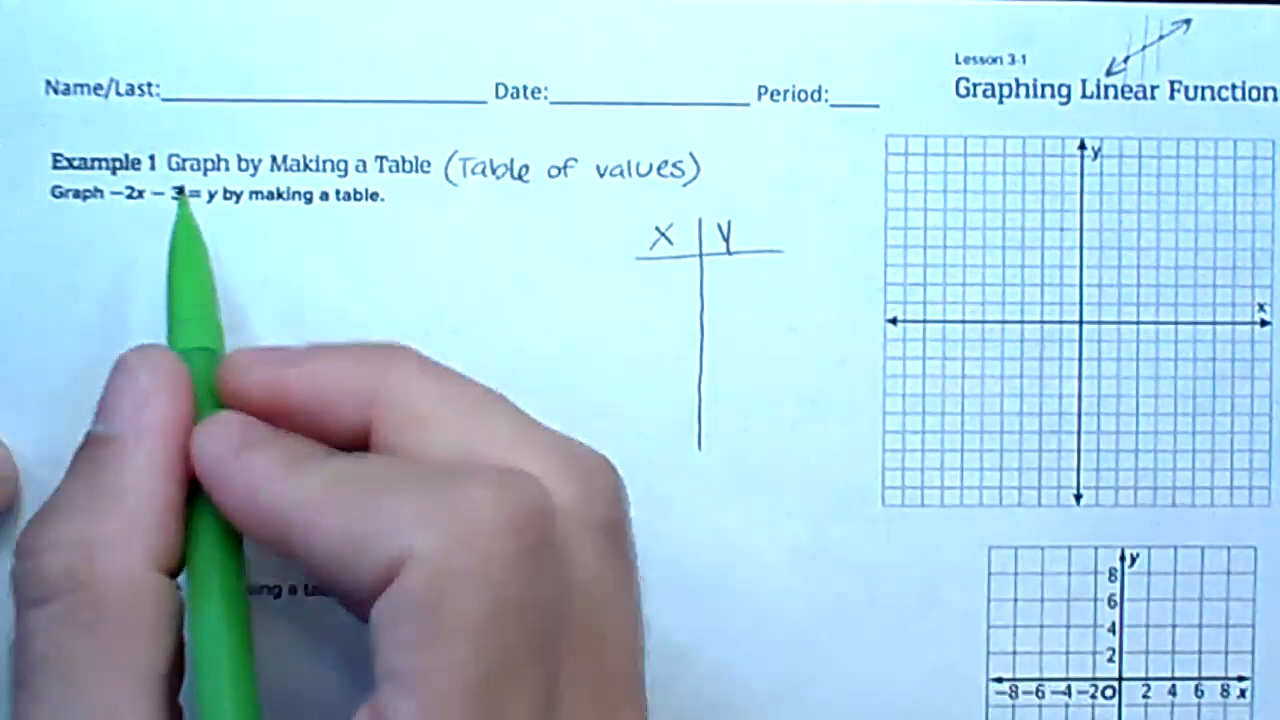 Lesson 3-1
Graphing Linear Function
Name/Last: Date: Period:
Example 1 Graph by Making a Table (Table of values)
Graph −2x − 3 = y by making a table.
x y
y
x
y
8
6
4
2
−8 −6 −4 −2 O 2 4 6 8 x